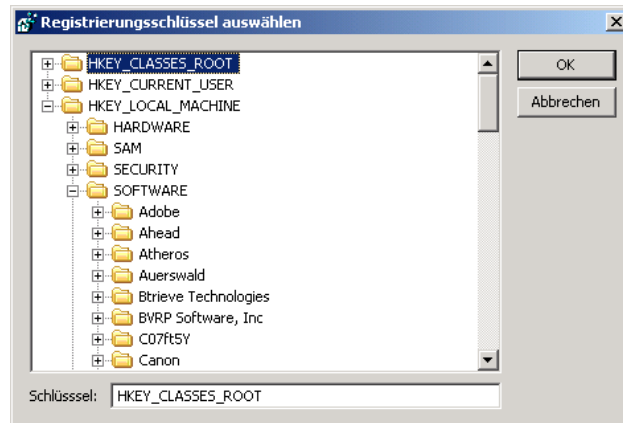 Registrierungsschlüssel auswählen
HKEY_CLASSES_ROOT
HKEY_CURRENT_USER
HKEY_LOCAL_MACHINE
HARDWARE
SAM
SECURITY
SOFTWARE
Adobe
Ahead
Atheros
Auerswald
Btrieve Technologies
BVRP Software, Inc
C07ft5Y
Canon
OK
Abbrechen
Schlüsssel: HKEY_CLASSES_ROOT